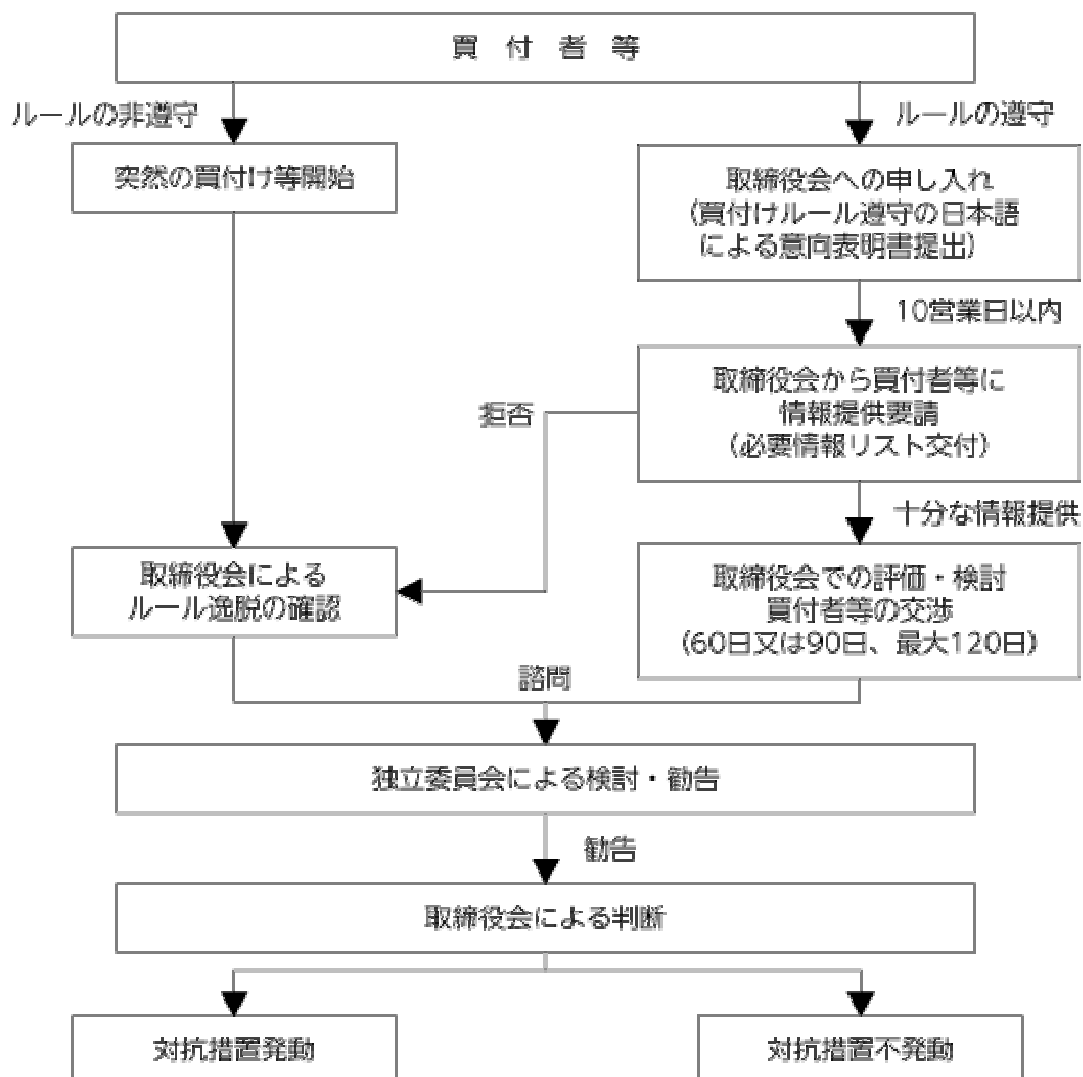 買付者等
ルールの非遵守
ルールの遵守
突然の買付け等開始
取締役会への申し入れ
(買付けルール遵守の日本語
による意向表明書提出)
10営業日以内
取締役会から買付者等に
情報提供要請
(必要情報リスト交付)
拒否
十分な情報提供
取締役会による
ルール逸脱の確認
取締役会での評価・検討
買付者等の交渉
(60日又は90日、最大120日)
諮問
独立委員会による検討・勧告
勧告
取締役会による判断
対抗措置発動
対抗措置不発動